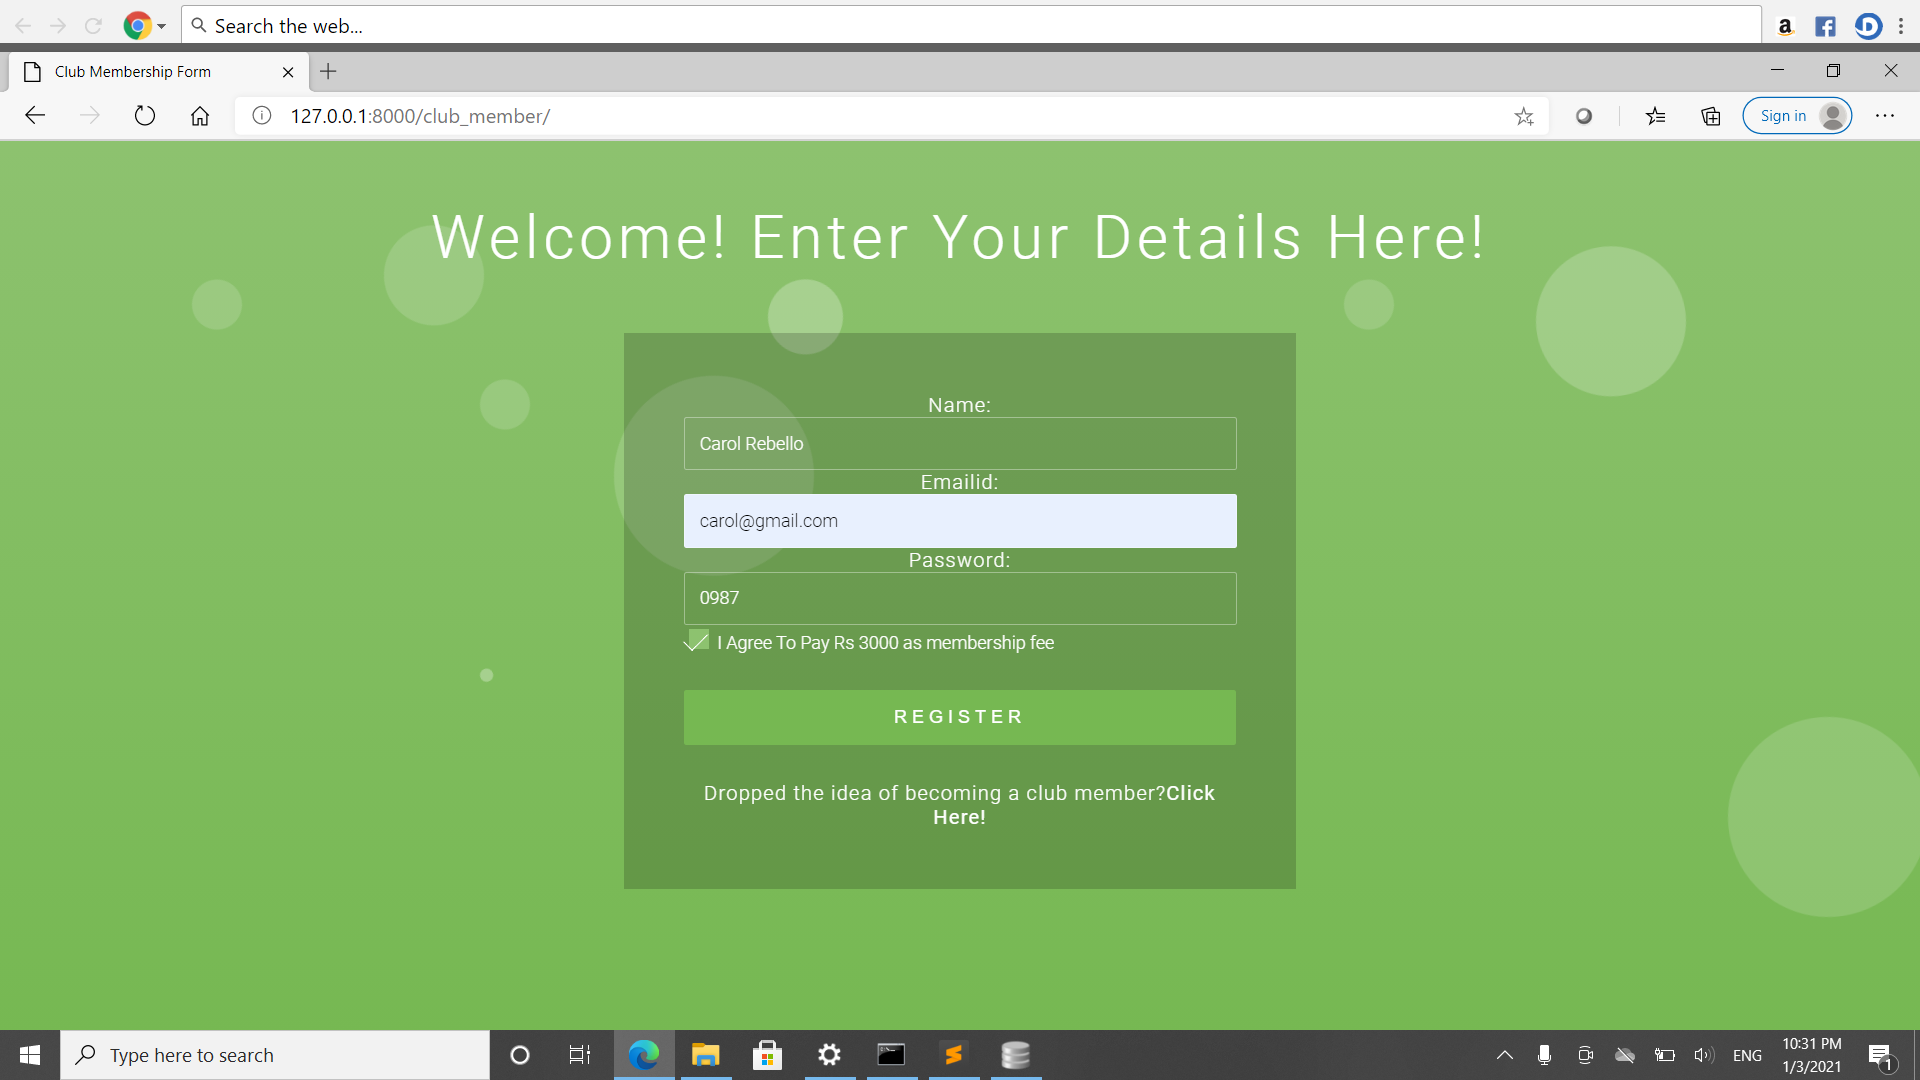 Search the web...
a
Club Membership Form
127.0.0.1:8000/club_member/
Sign in
Welcome! Enter Your Details Here!
Name:
Carol Rebello
Emailid:
carol@gmail.com
Password:
0987
I Agree To Pay Rs 3000 as membership fee
REGISTER
Dropped the idea of becoming a club member?Click
Here!
Type here to search
ENG
10:31 PM
1/3/2021
1